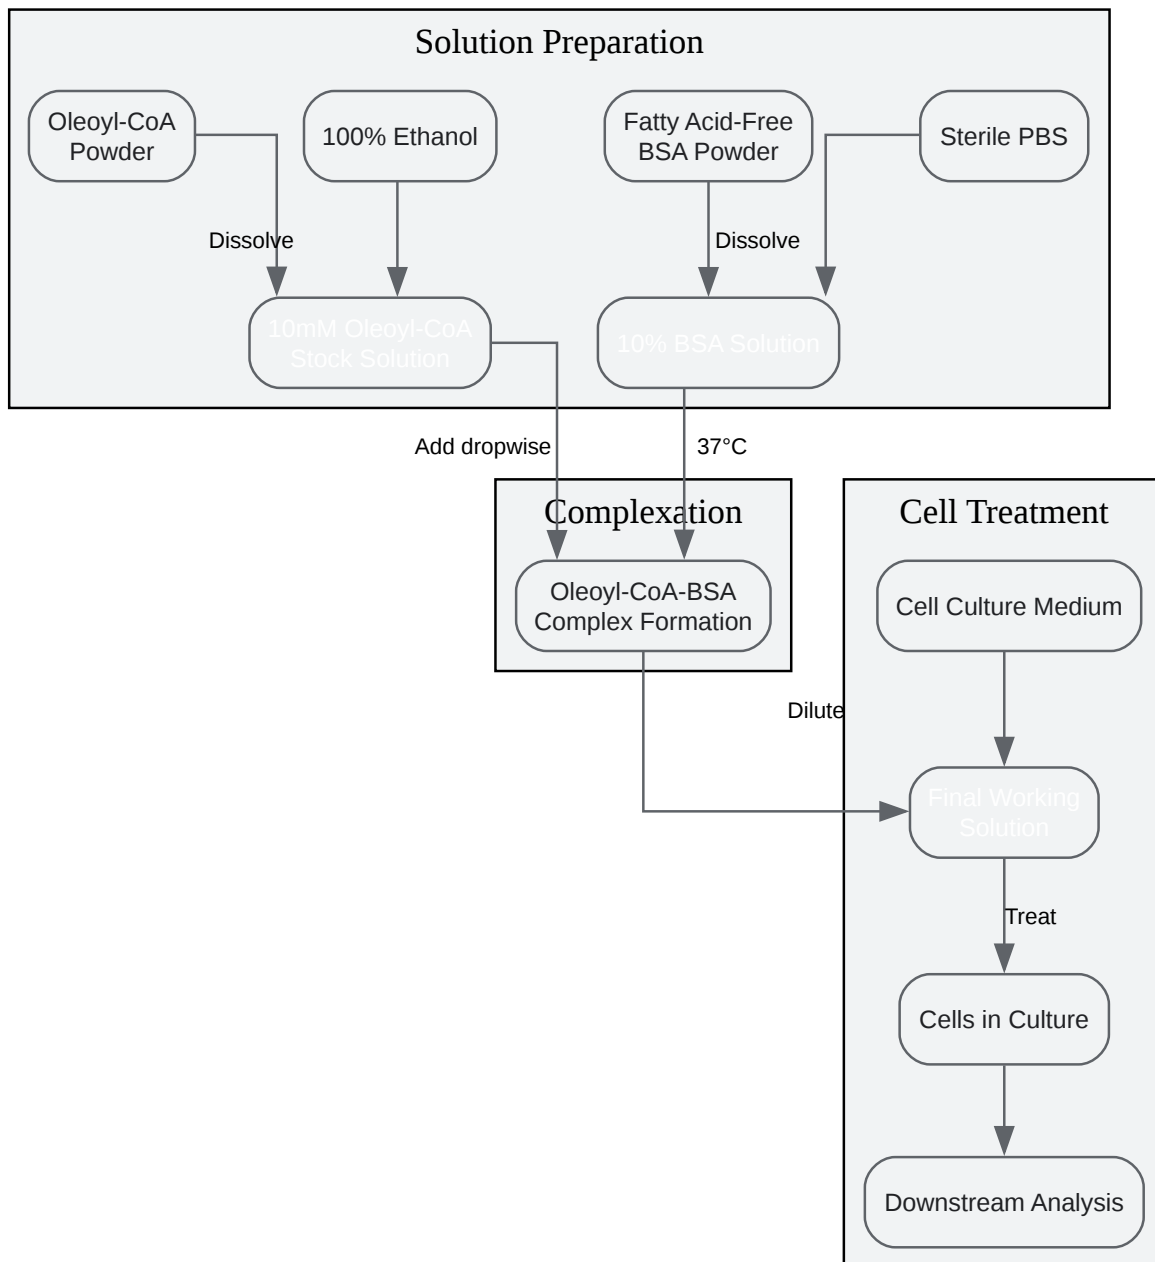 Solution Preparation
Oleoyl-CoA
Powder
100% Ethanol
Fatty Acid-Free
BSA Powder
Sterile PBS
Dissolve
Dissolve
10mM Oleoyl-CoA
Stock Solution
10% BSA Solution
Add dropwise
37°C
Complexation
Cell Treatment
Oleoyl-CoA-BSA
Complex Formation
Cell Culture Medium
Dilute
Final Working
Solution
Treat
Cells in Culture
Downstream Analysis